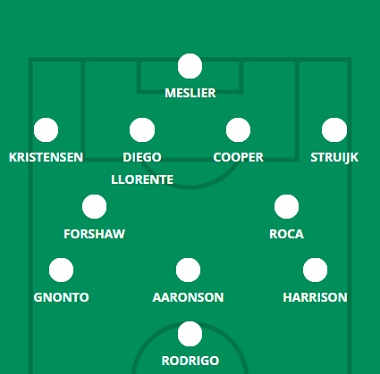 MESLIER
KRISTENSEN DIEGO COOPER STRUIJK
LLORENTE
FORSHAW ROCA
GNONTO AARONSON HARRISON
RODRIGO